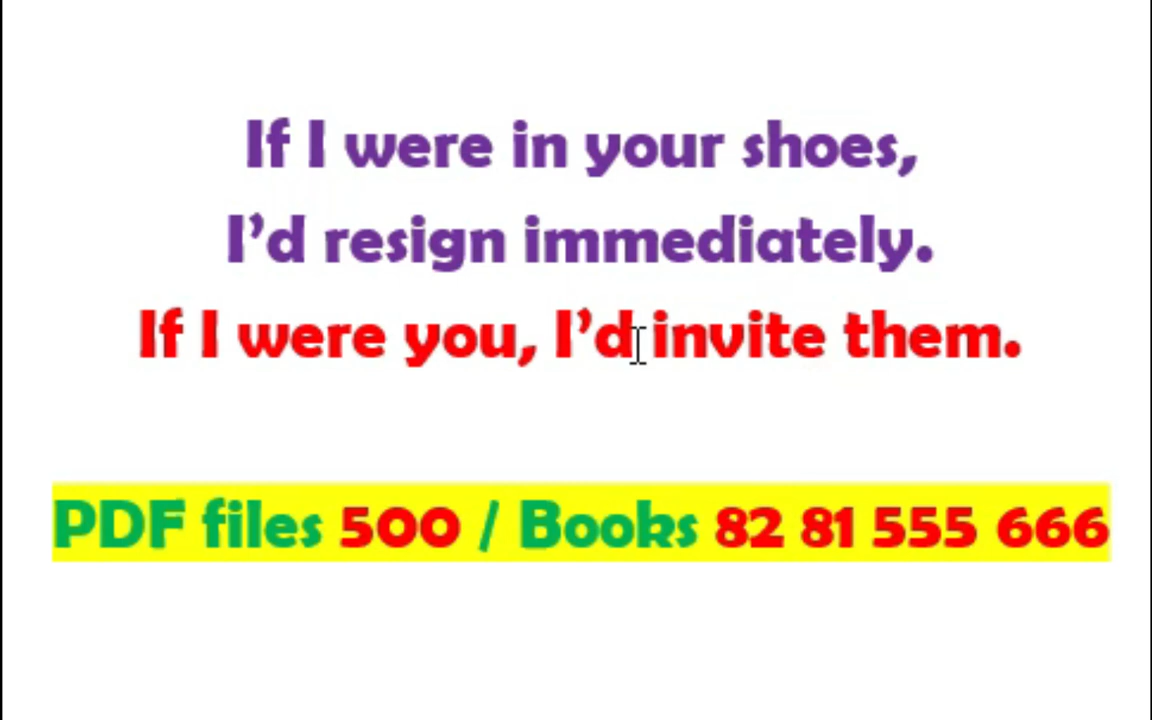 If I were in your shoes,
I’d resign immediately.
If I were you, I’d invite them.
PDF files 500 / Books 82 81 555 666